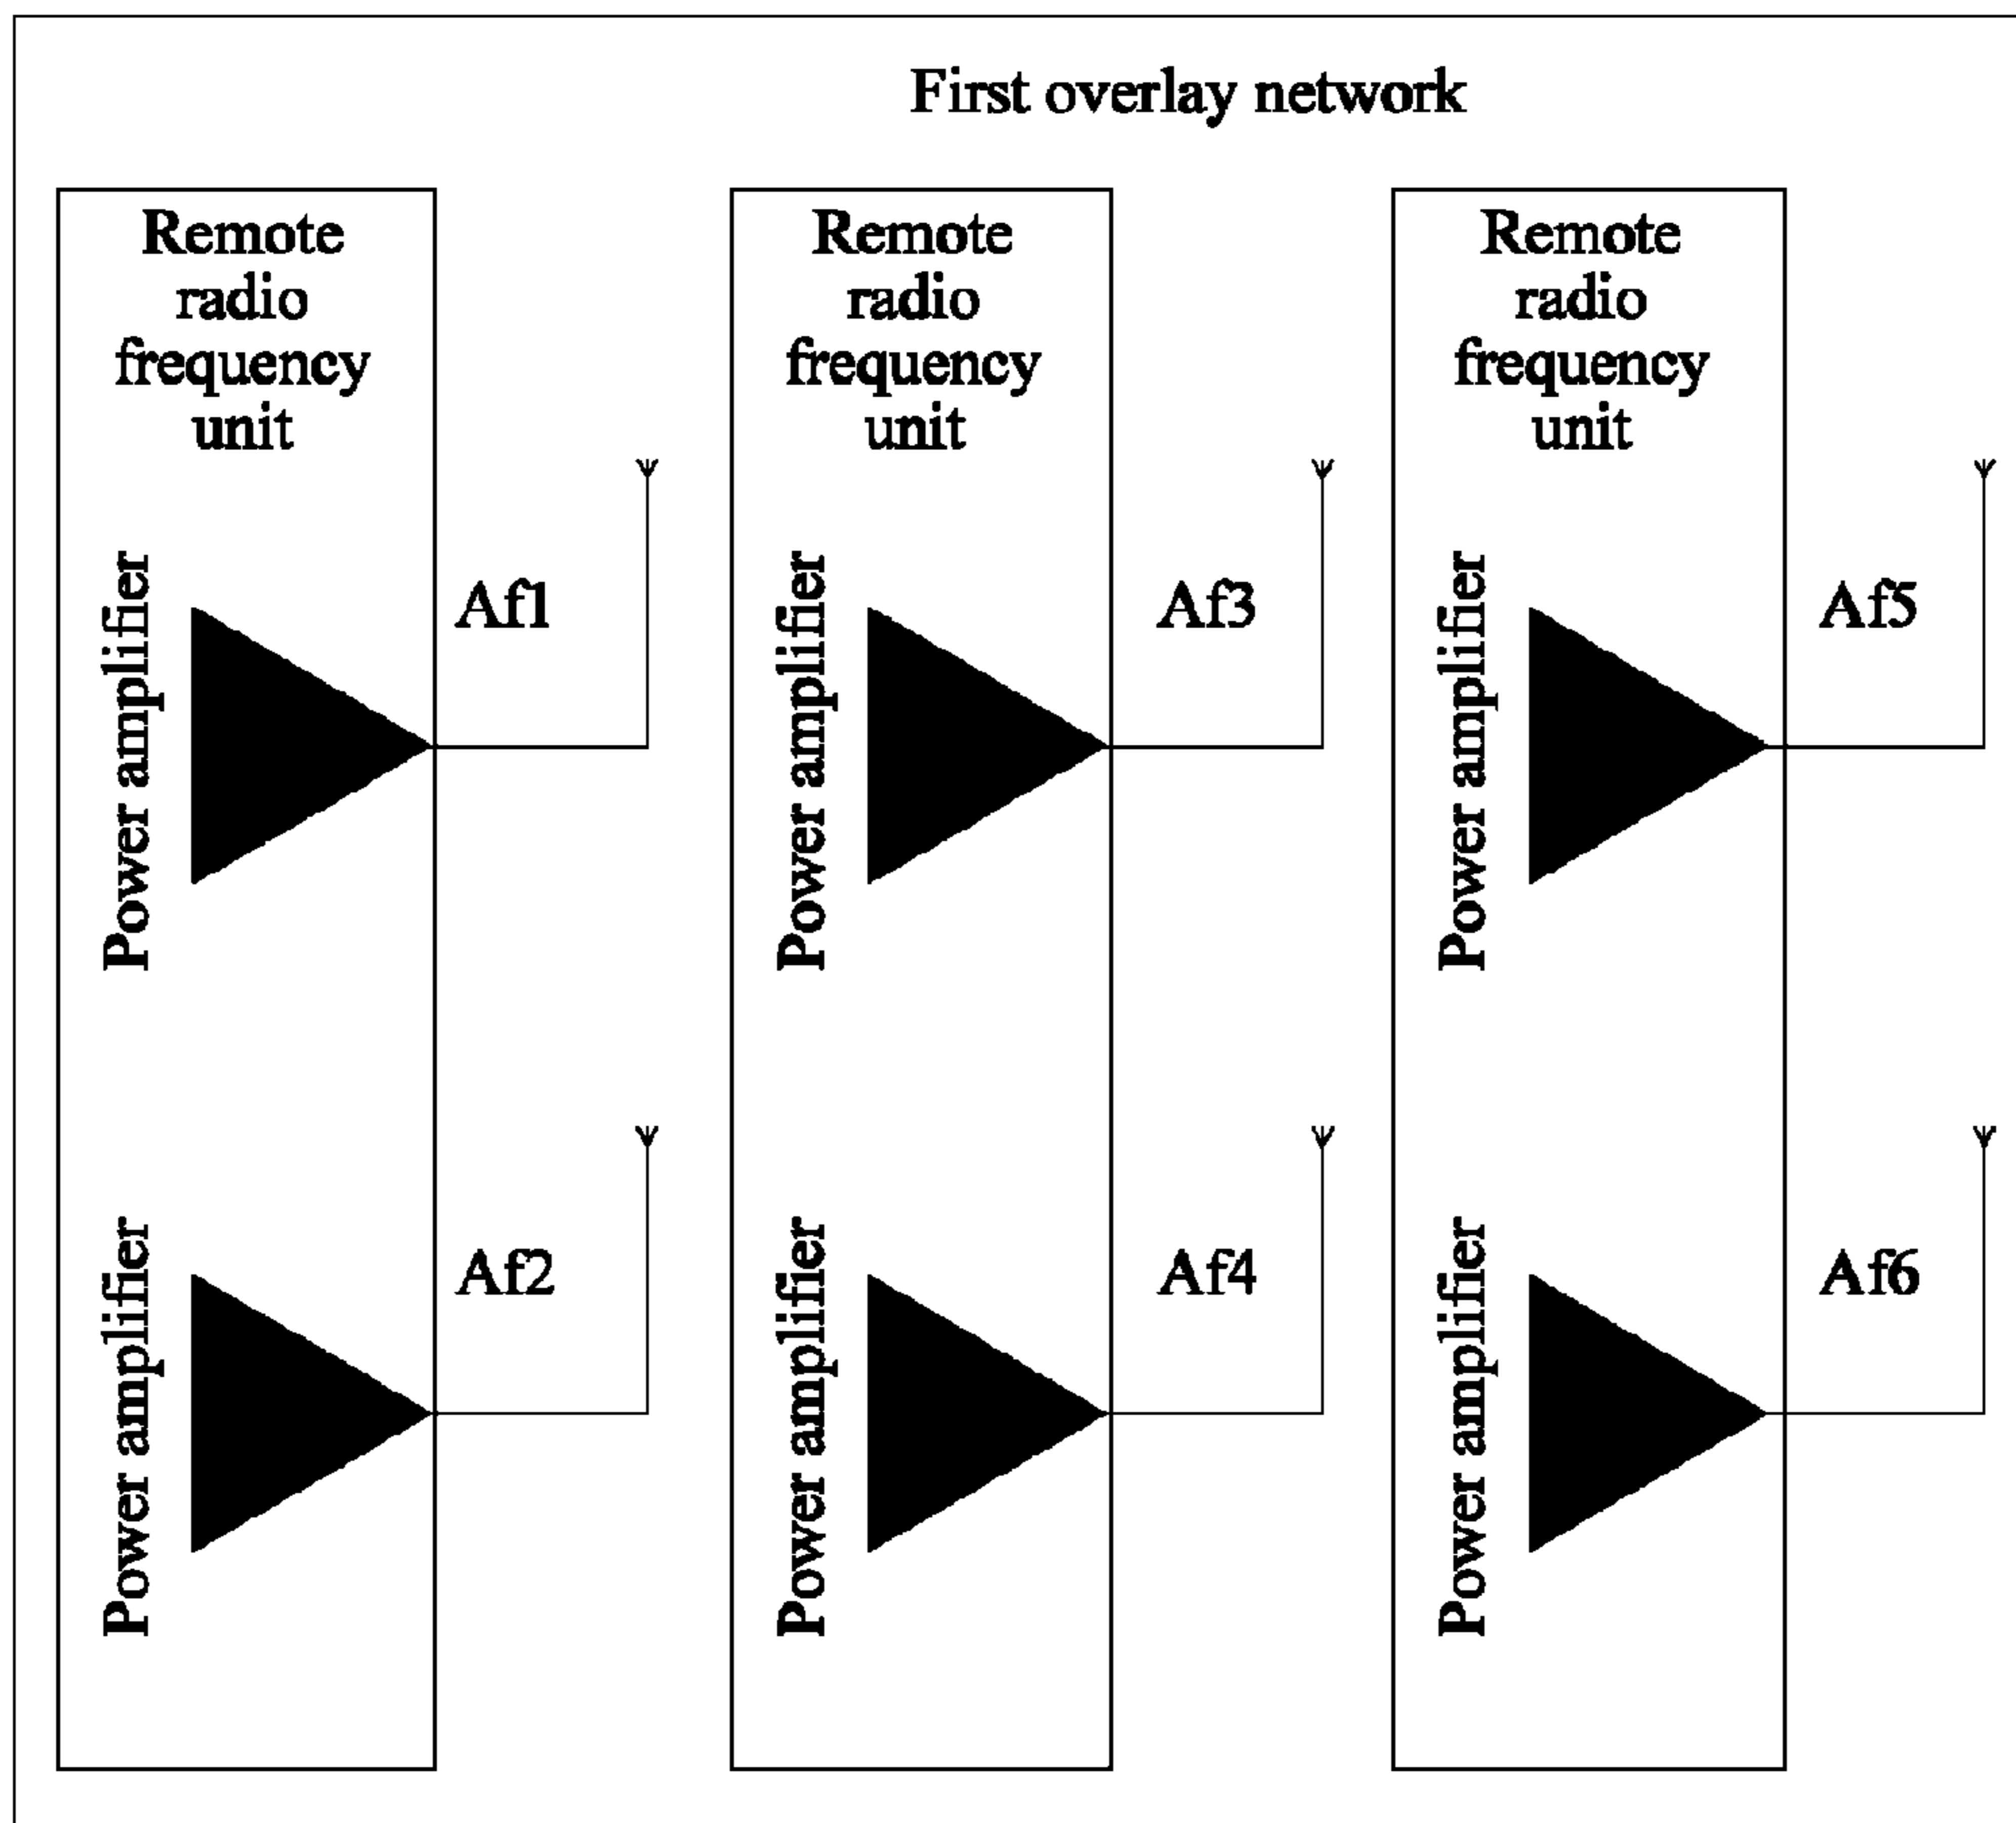 First overlay network
Remote
radio
frequency
unit
Power amplifier
Af1
Power amplifier
Af2
Remote
radio
frequency
unit
Power amplifier
Af3
Power amplifier
Af4
Remote
radio
frequency
unit
Power amplifier
Af5
Power amplifier
Af6